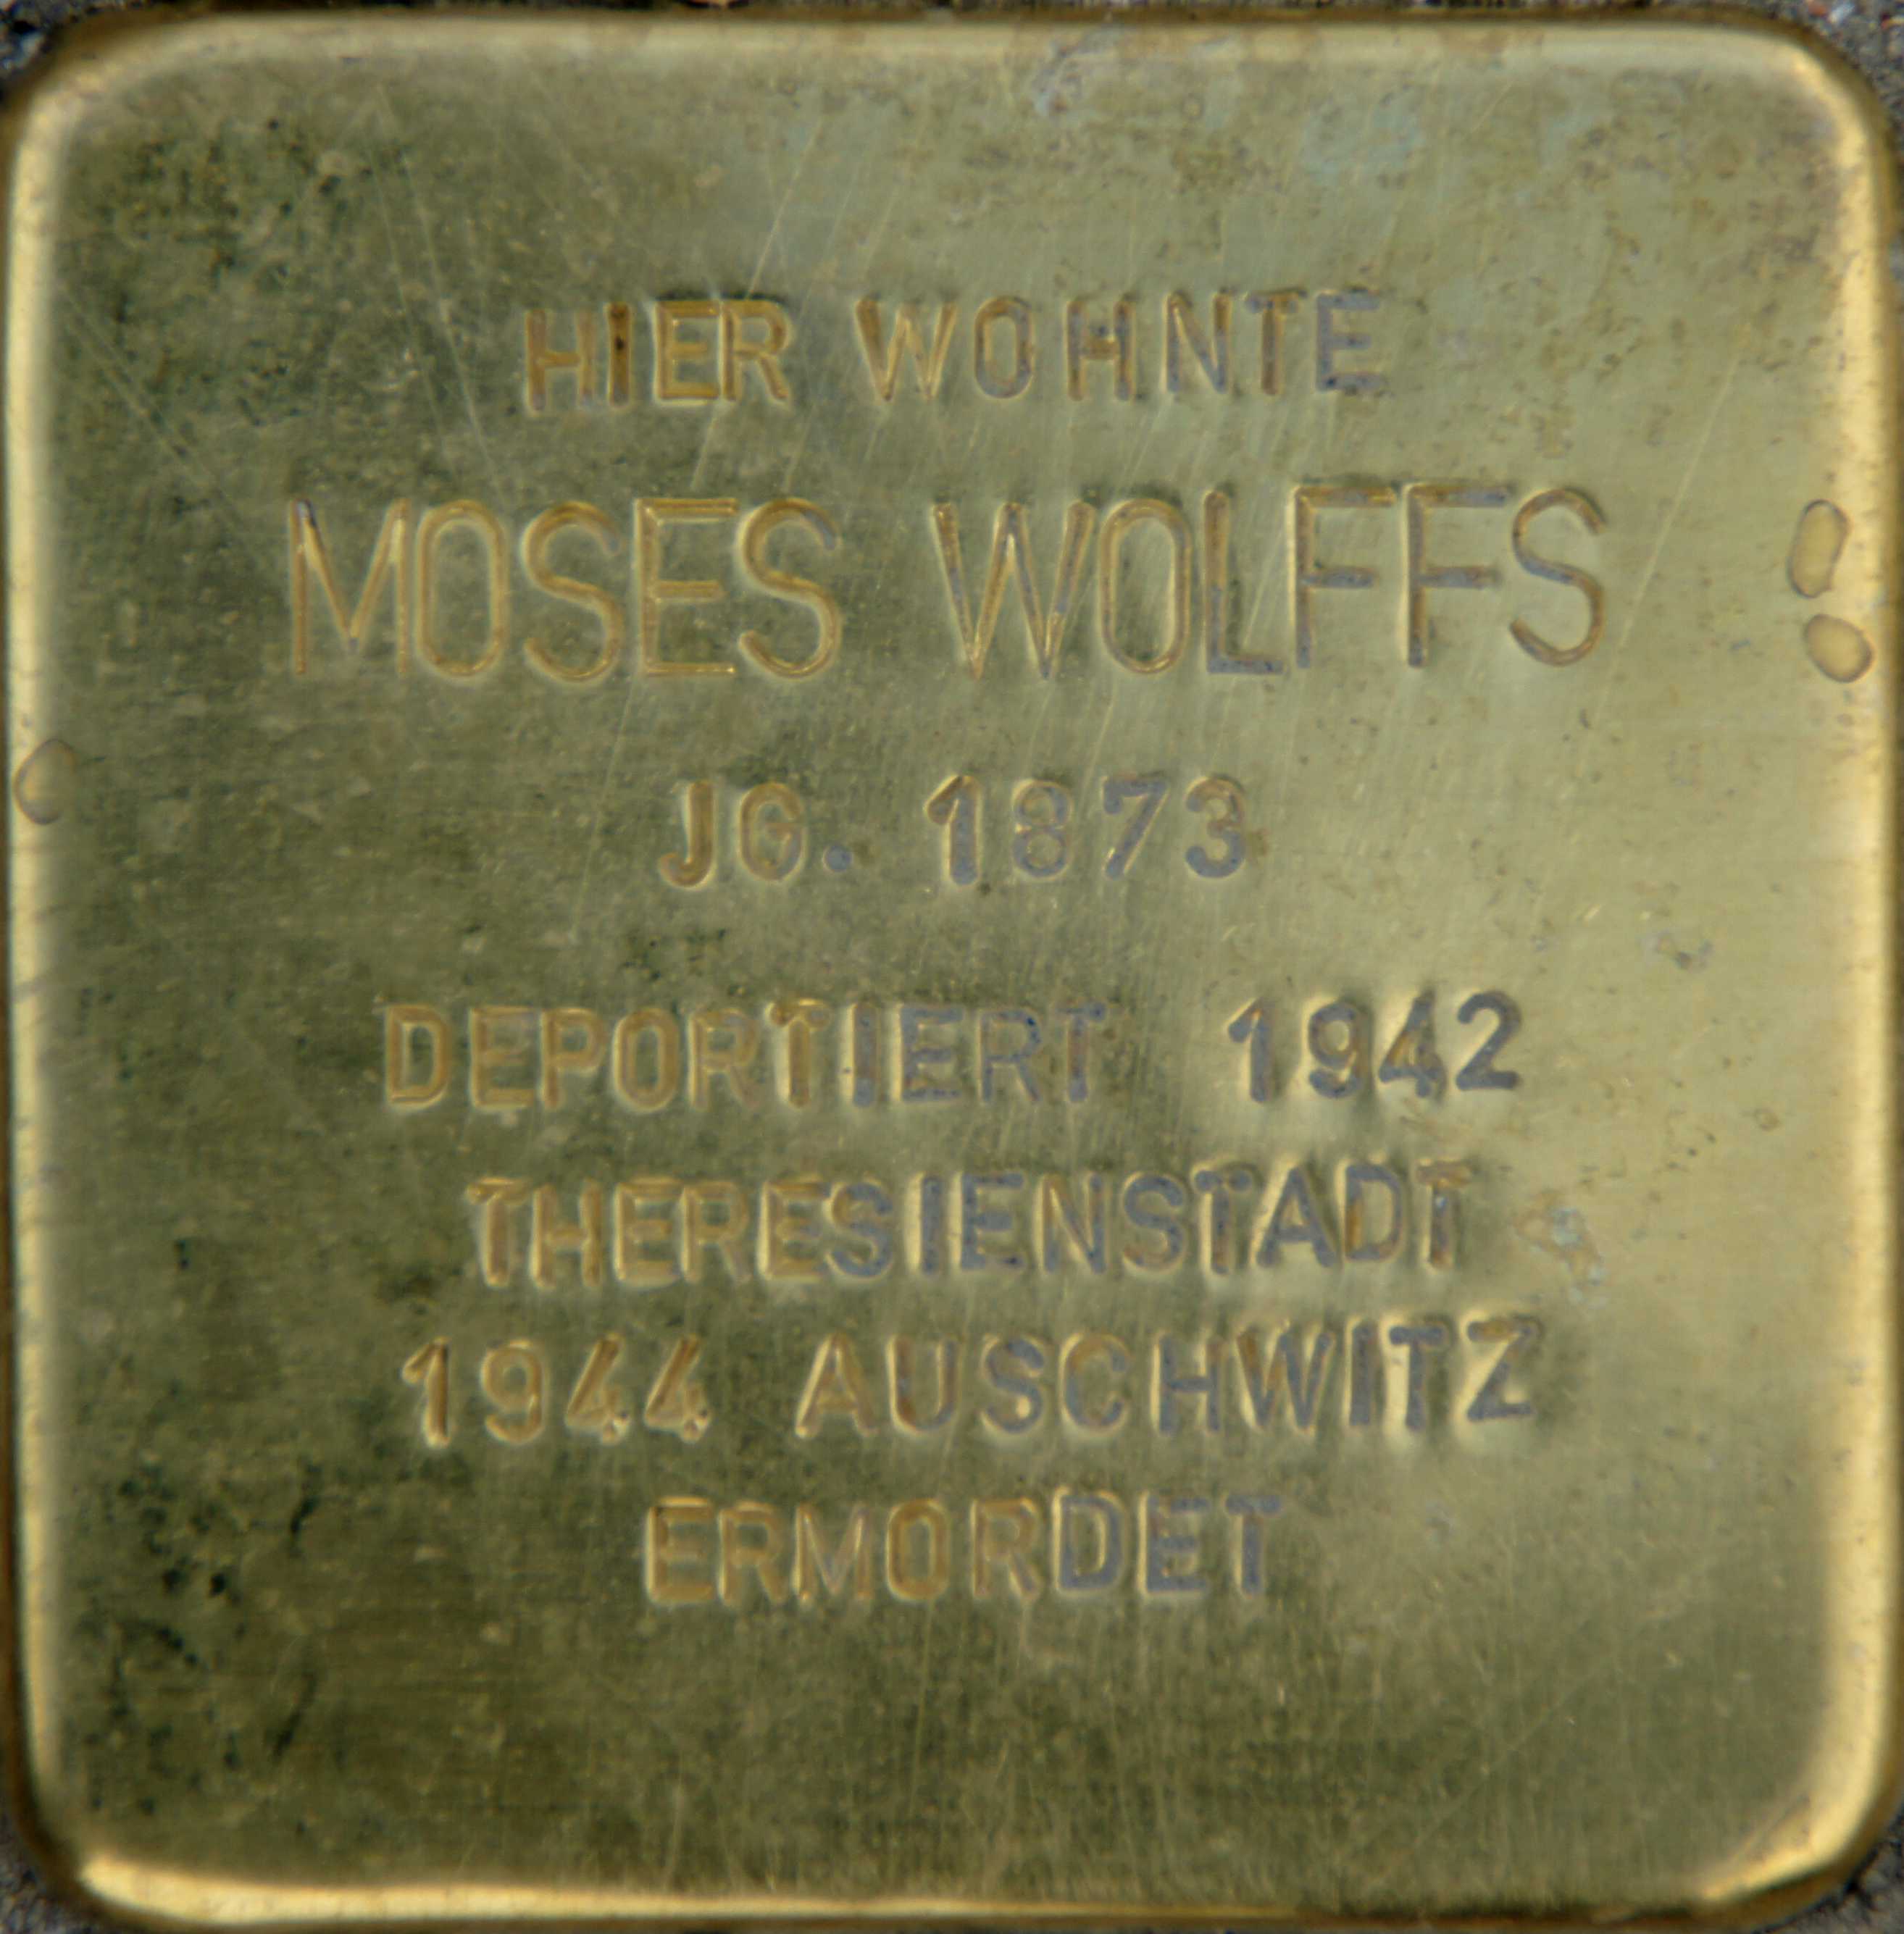 HIER WOHNTE
MOSES WOLFFS
JG. 1873
DEPORTIERT 1942
THERESIENSTADT
1944 AUSCHWITZ
ERMORDET